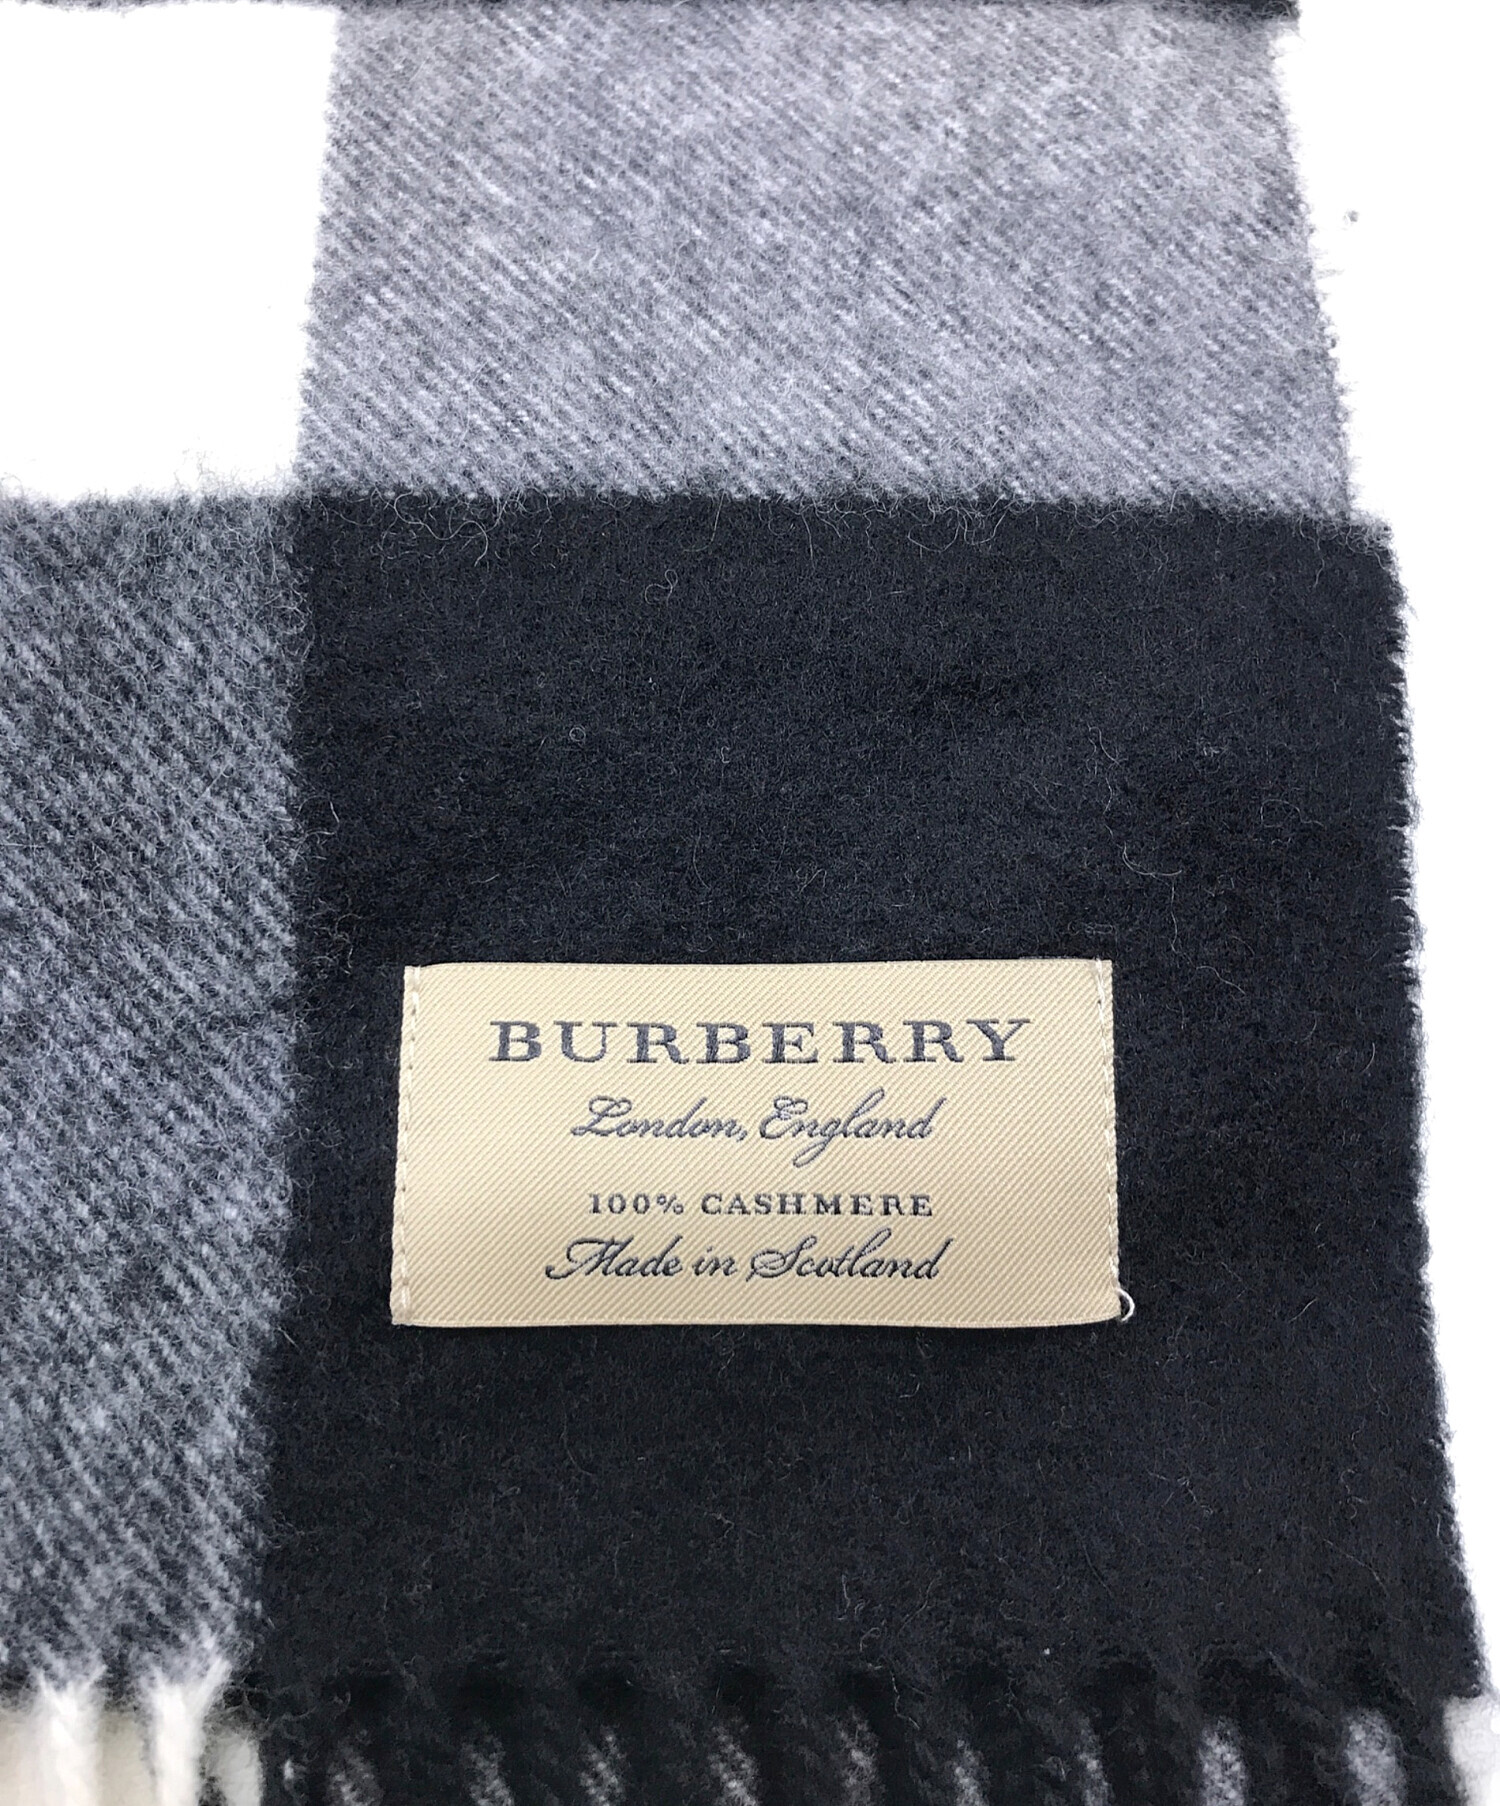 BURBERRY
London, England
100% CASHMERE
Made in Scotland